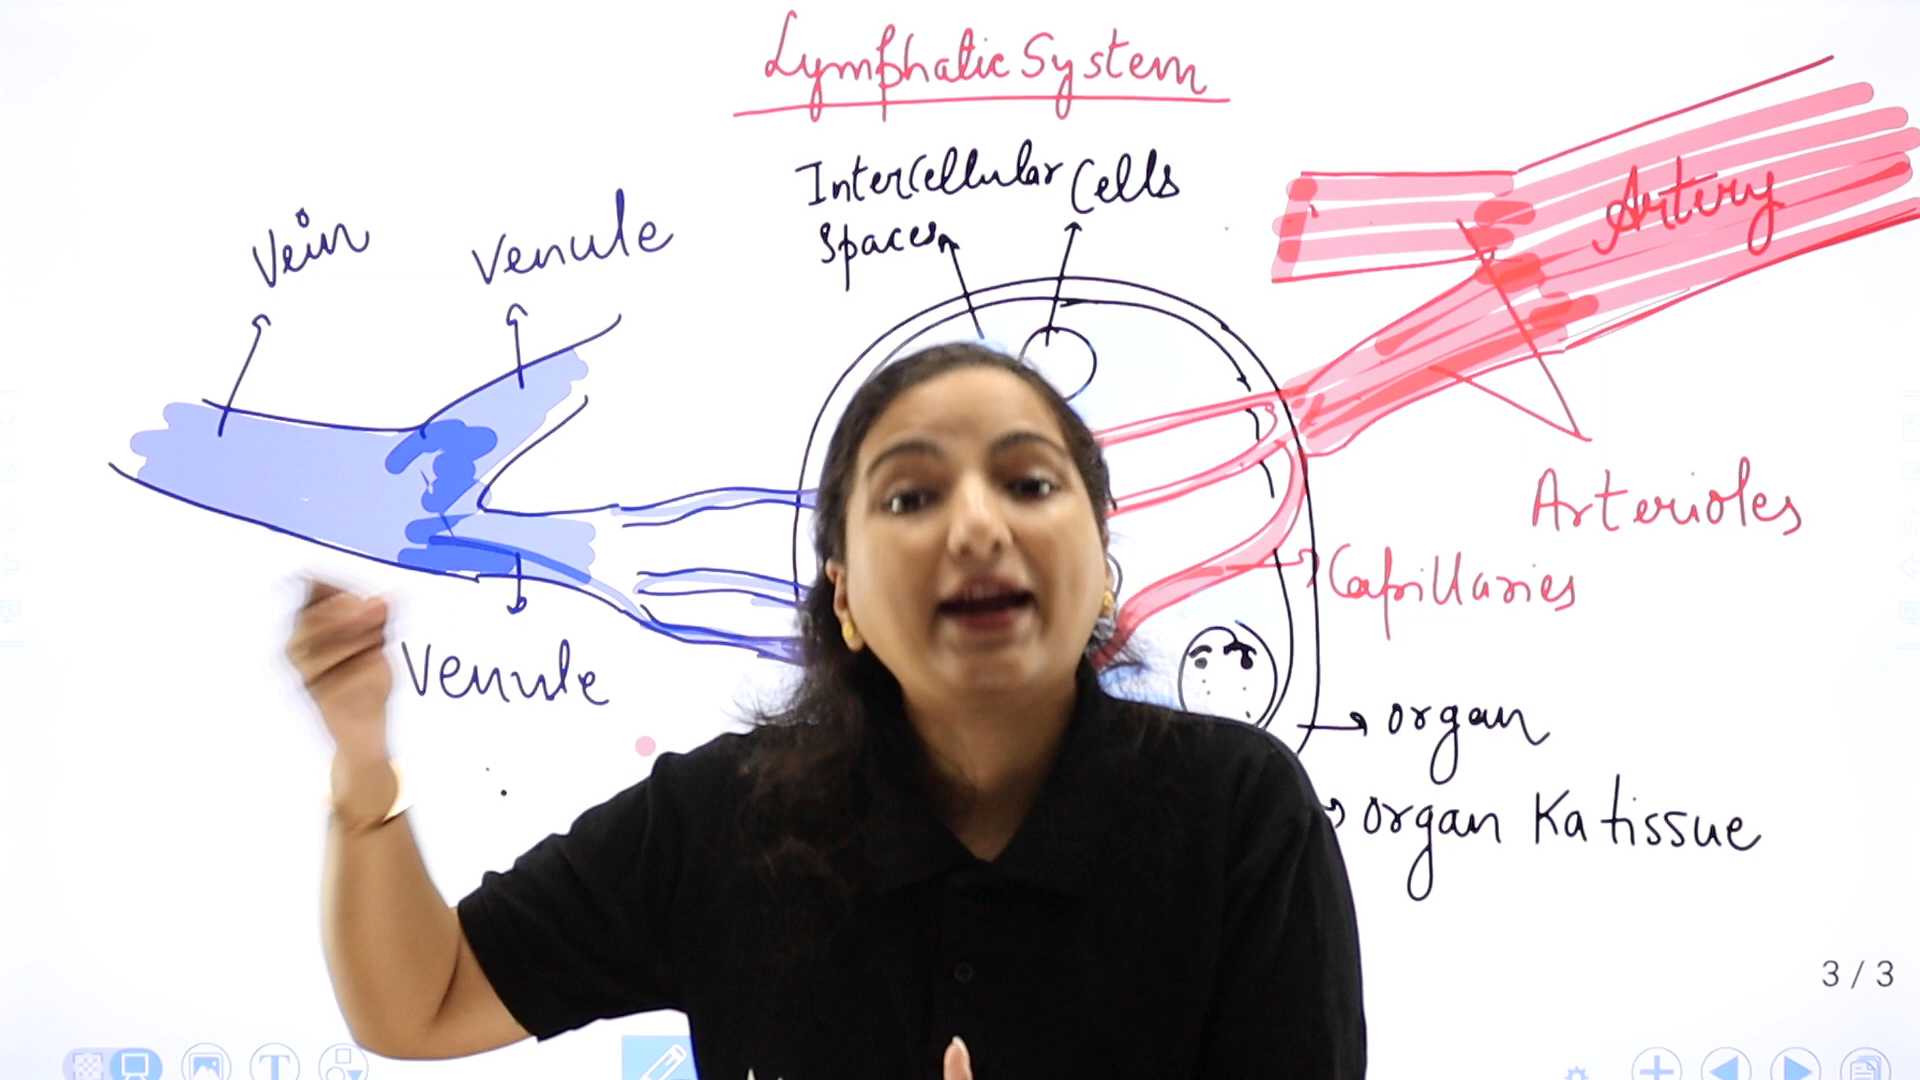 Lymphatic System
Intercellular Cells
Spaces
Artery
Vein
Venule
Arterioles
Capillaries
Venule
organ
organ Ka tissue
3 / 3
T